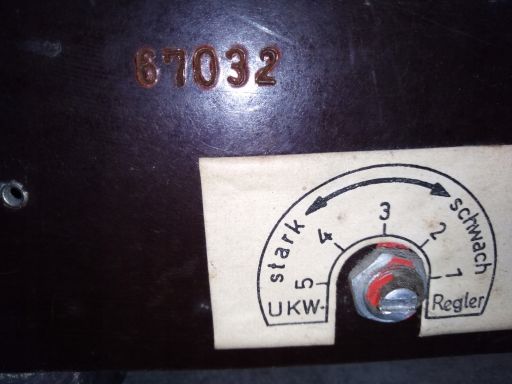 67032
stark
schwach
5
4
3
2
1
UKW
Regler